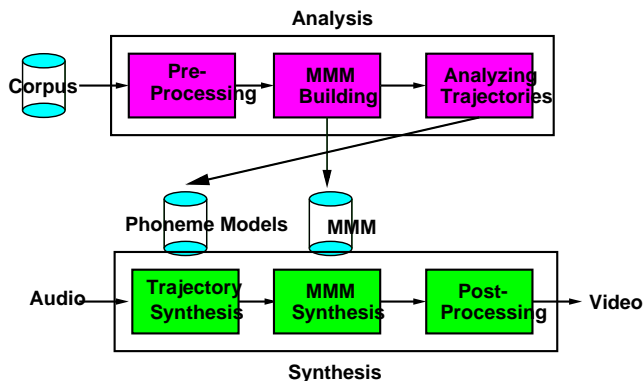 Analysis
Corpus
Pre-
Processing
MMM
Building
Analyzing
Trajectories
Phoneme Models
MMM
Audio
Trajectory
Synthesis
MMM
Synthesis
Post-
Processing
Video
Synthesis